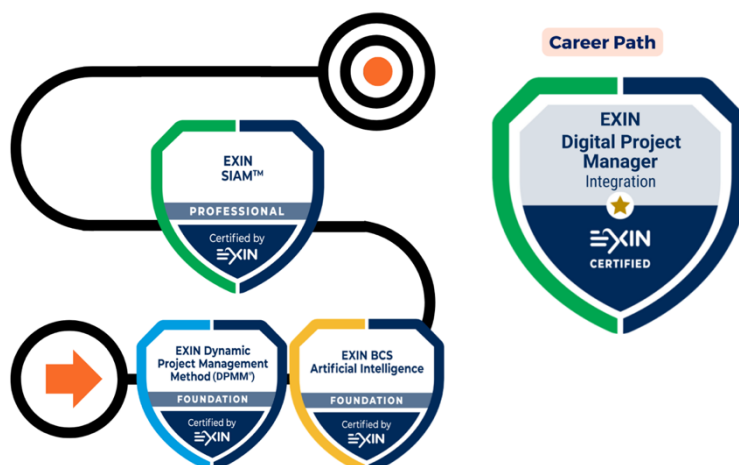 Career Path
EXIN
SIAM™
PROFESSIONAL
Certified by
EXIN
EXIN Dynamic
Project Management
Method (DPMM®)
FOUNDATION
Certified by
EXIN
EXIN BCS
Artificial Intelligence
FOUNDATION
Certified by
EXIN
EXIN
Digital Project
Manager
Integration
EXIN
CERTIFIED